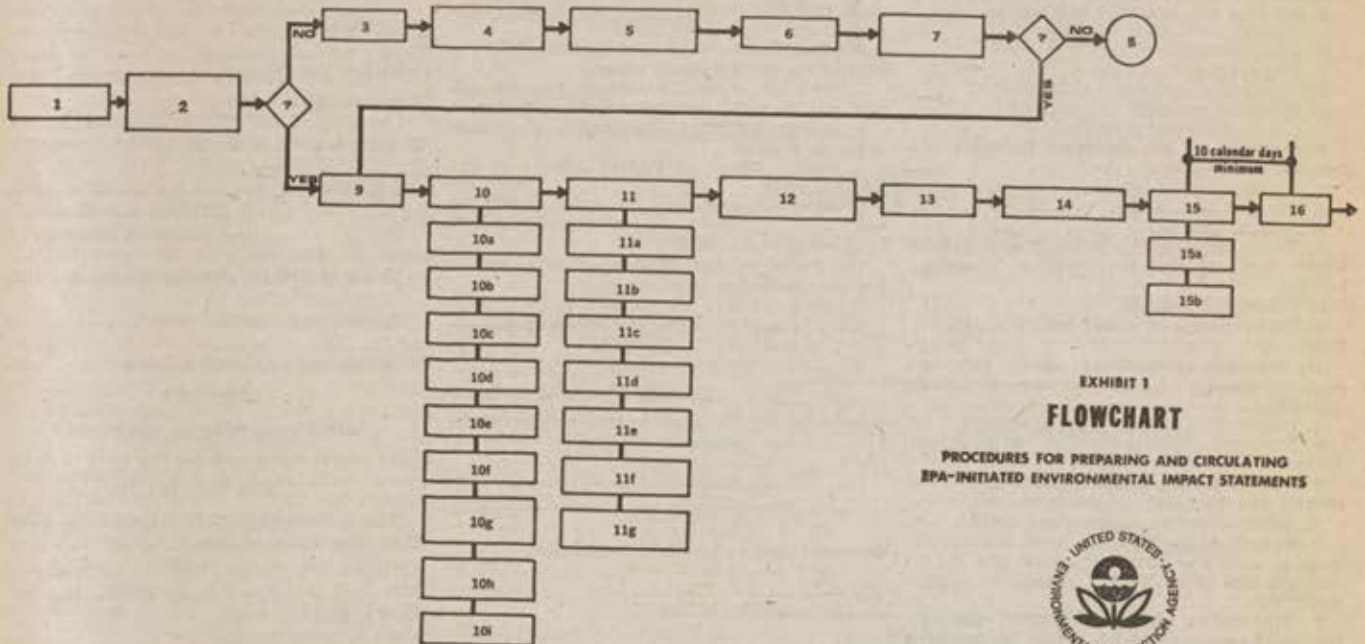 NO
3
4
5
6
7
?
NO
8
1
2
?
YES
YES
9
10
11
12
13
14
15
16
10 calendar days
minimum
10a
10b
10c
10d
10e
10f
10g
10h
10i
11a
11b
11c
11d
11e
11f
11g
15a
15b
EXHIBIT 1
FLOWCHART
PROCEDURES FOR PREPARING AND CIRCULATING
EPA-INITIATED ENVIRONMENTAL IMPACT STATEMENTS
UNITED STATES